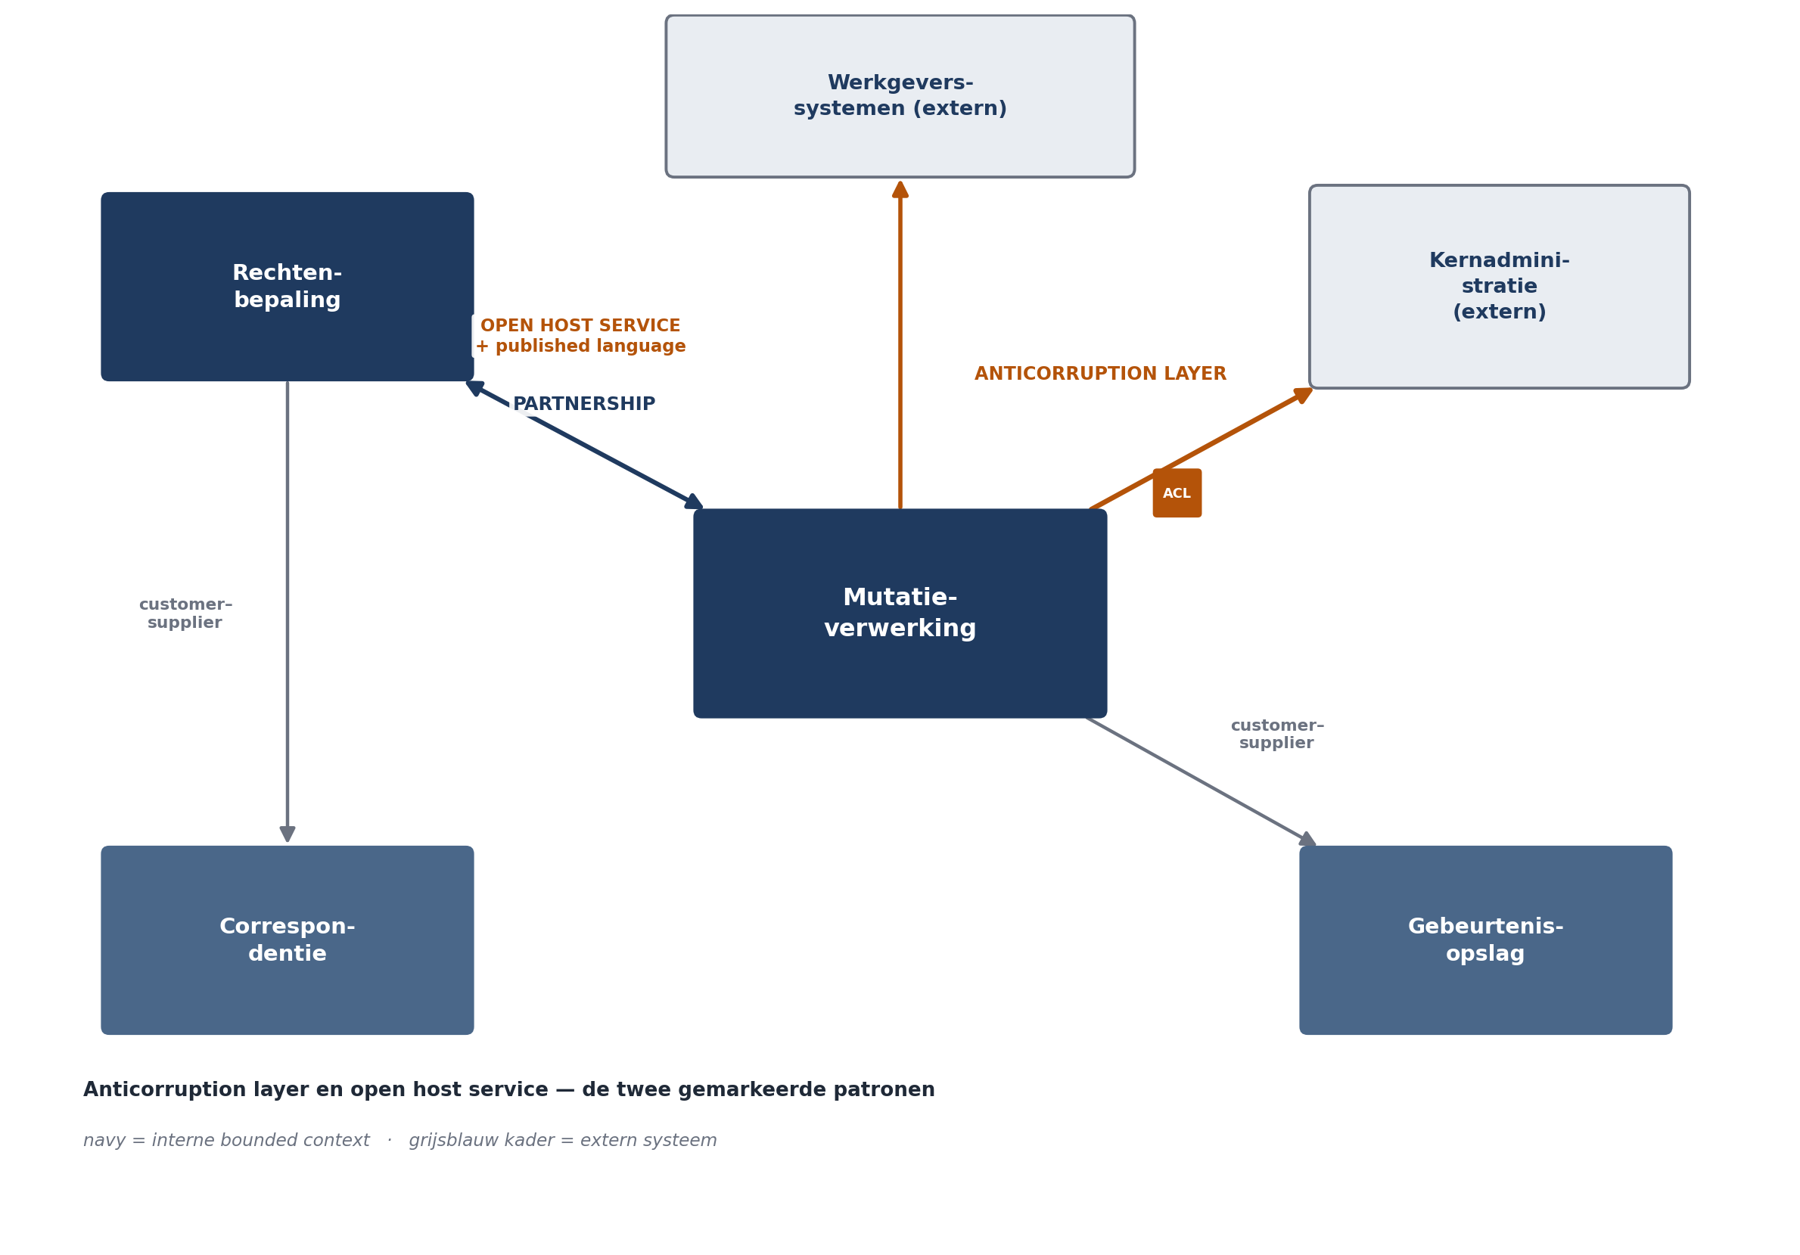 Werkgevers-
systemen (extern)
Rechten-
bepaling
Kernadmini-
stratie
(extern)
OPEN HOST SERVICE
+ published language
ANTICORRUPTION LAYER
PARTNERSHIP
ACL
Mutatie-
verwerking
customer–
supplier
customer–
supplier
Correspon-
dentie
Gebeurtenis-
opslag
Anticorruption layer en open host service — de twee gemarkeerde patronen
navy = interne bounded context · grijsblauw kader = extern systeem